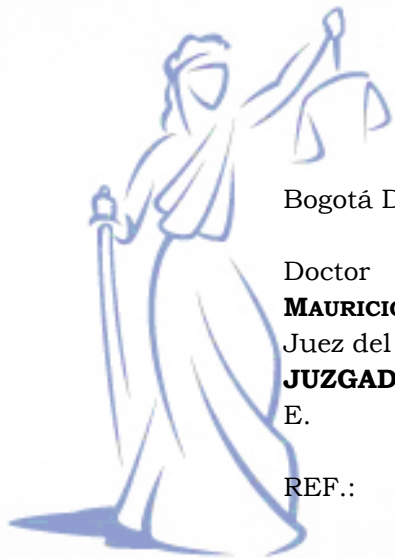 Bogotá D
Doctor
MAURICIO
Juez del
JUZGAD
E.
REF.: